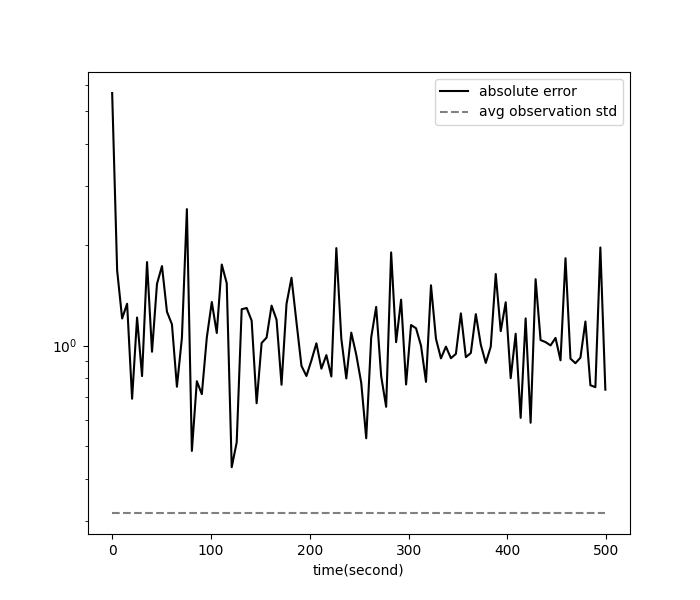 absolute error
avg observation std
10⁰
0 100 200 300 400 500
time(second)